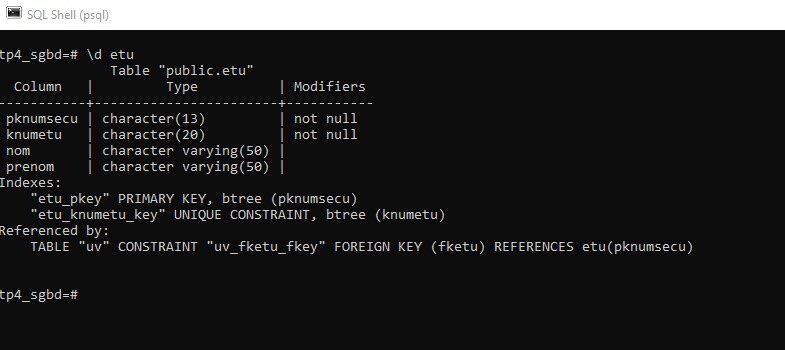 SQL Shell (psql)
tp4_sgbd=# \d etu
Table "public.etu"
Column | Type | Modifiers
-----------+-----------------------+-----------
pknumsecu | character(13) | not null
knumetu | character(20) | not null
nom | character varying(50) |
prenom | character varying(50) |
Indexes:
"etu_pkey" PRIMARY KEY, btree (pknumsecu)
"etu_knumetu_key" UNIQUE CONSTRAINT, btree (knumetu)
Referenced by:
TABLE "uv" CONSTRAINT "uv_fketu_fkey" FOREIGN KEY (fketu) REFERENCES etu(pknumsecu)
tp4_sgbd=#